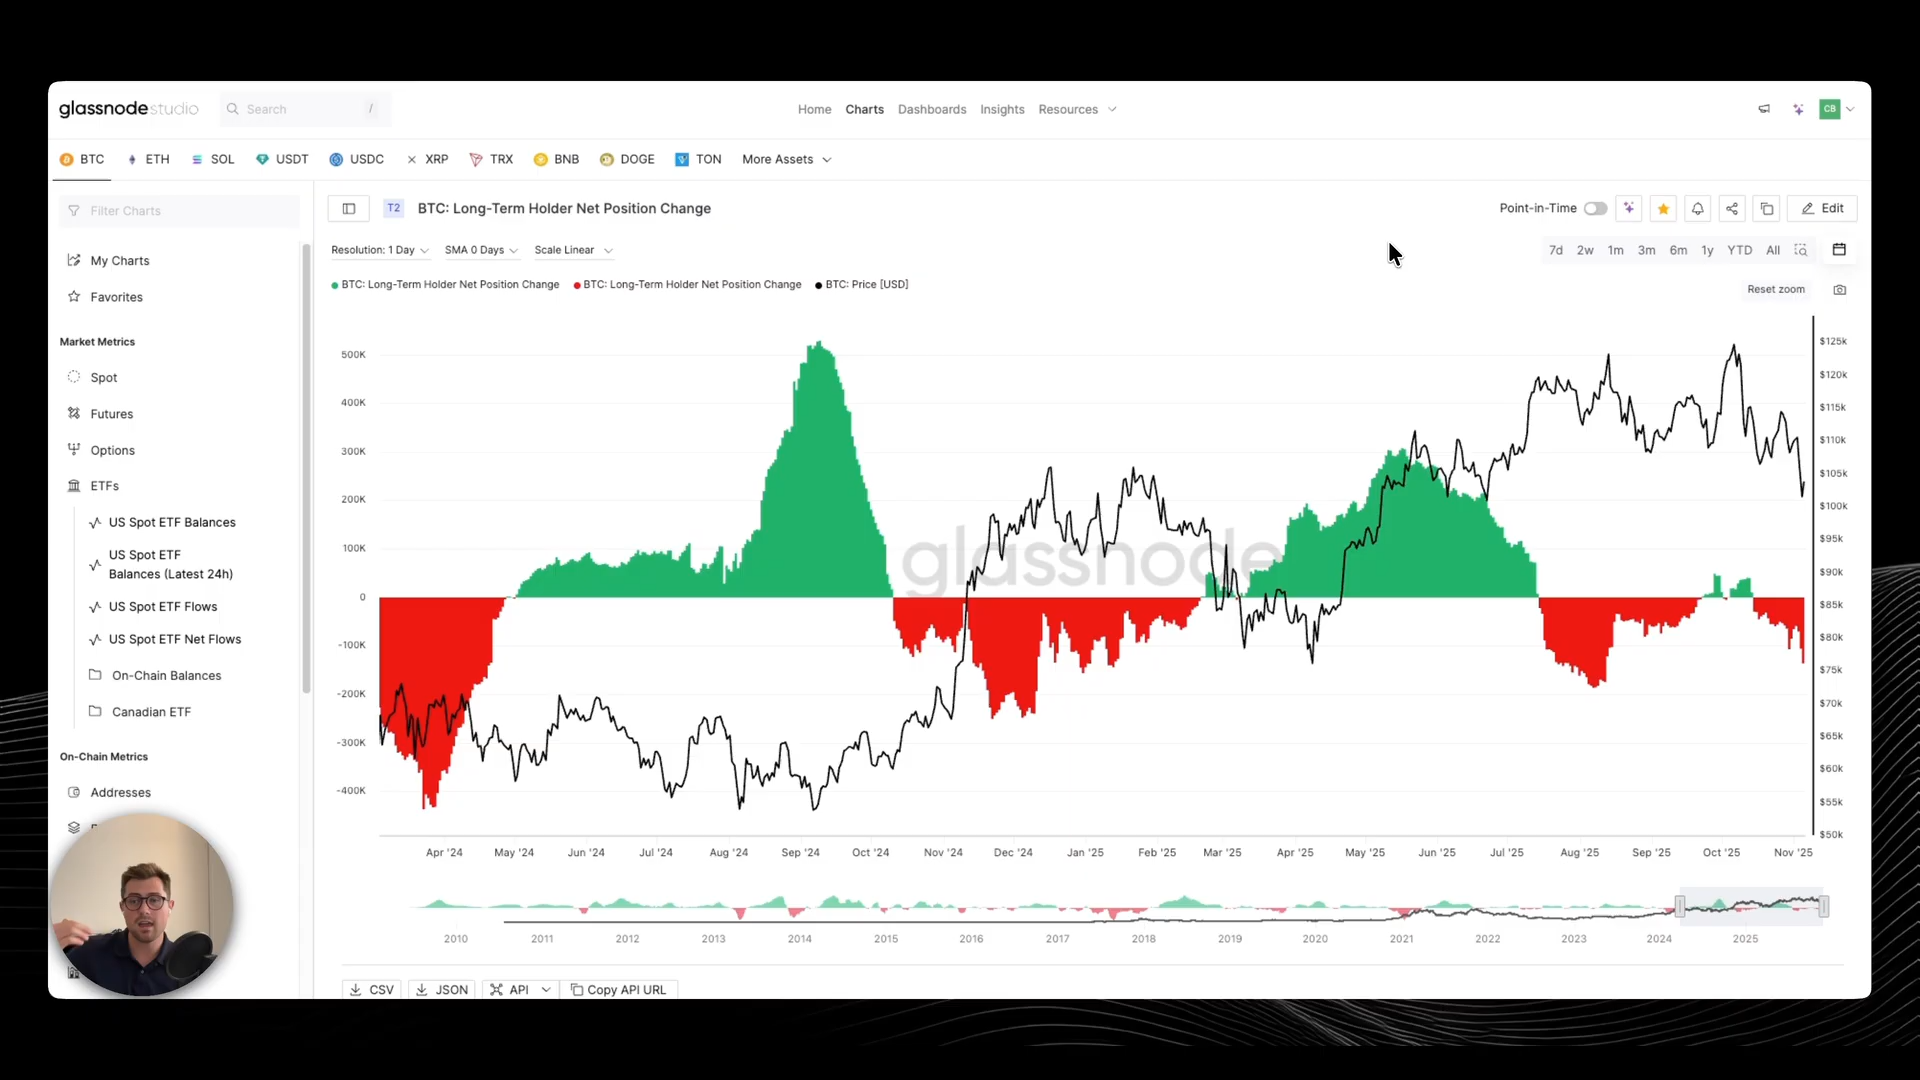 glassnodestudio
Search /
Home Charts Dashboards Insights Resources
CB
BTC ETH SOL USDT USDC XRP TRX BNB DOGE TON More Assets
Filter Charts
T2 BTC: Long-Term Holder Net Position Change
Point-in-Time Edit
Resolution: 1 Day SMA 0 Days Scale Linear
7d 2w 1m 3m 6m 1y YTD All
BTC: Long-Term Holder Net Position Change BTC: Long-Term Holder Net Position Change BTC: Price [USD]
Reset zoom
My Charts
Favorites
Market Metrics
Spot
Futures
Options
ETFs
US Spot ETF Balances
US Spot ETF
Balances (Latest 24h)
US Spot ETF Flows
US Spot ETF Net Flows
On-Chain Balances
Canadian ETF
On-Chain Metrics
Addresses
500K
400K
300K
200K
100K
0
-100K
-200K
-300K
-400K
glassnode
$125k
$120k
$115k
$110k
$105k
$100k
$95k
$90k
$85k
$80k
$75k
$70k
$65k
$60k
$55k
$50k
Apr '24 May '24 Jun '24 Jul '24 Aug '24 Sep '24 Oct '24 Nov '24 Dec '24 Jan '25 Feb '25 Mar '25 Apr '25 May '25 Jun '25 Jul '25 Aug '25 Sep '25 Oct '25 Nov '25
2010 2011 2012 2013 2014 2015 2016 2017 2018 2019 2020 2021 2022 2023 2024 2025
CSV JSON API Copy API URL